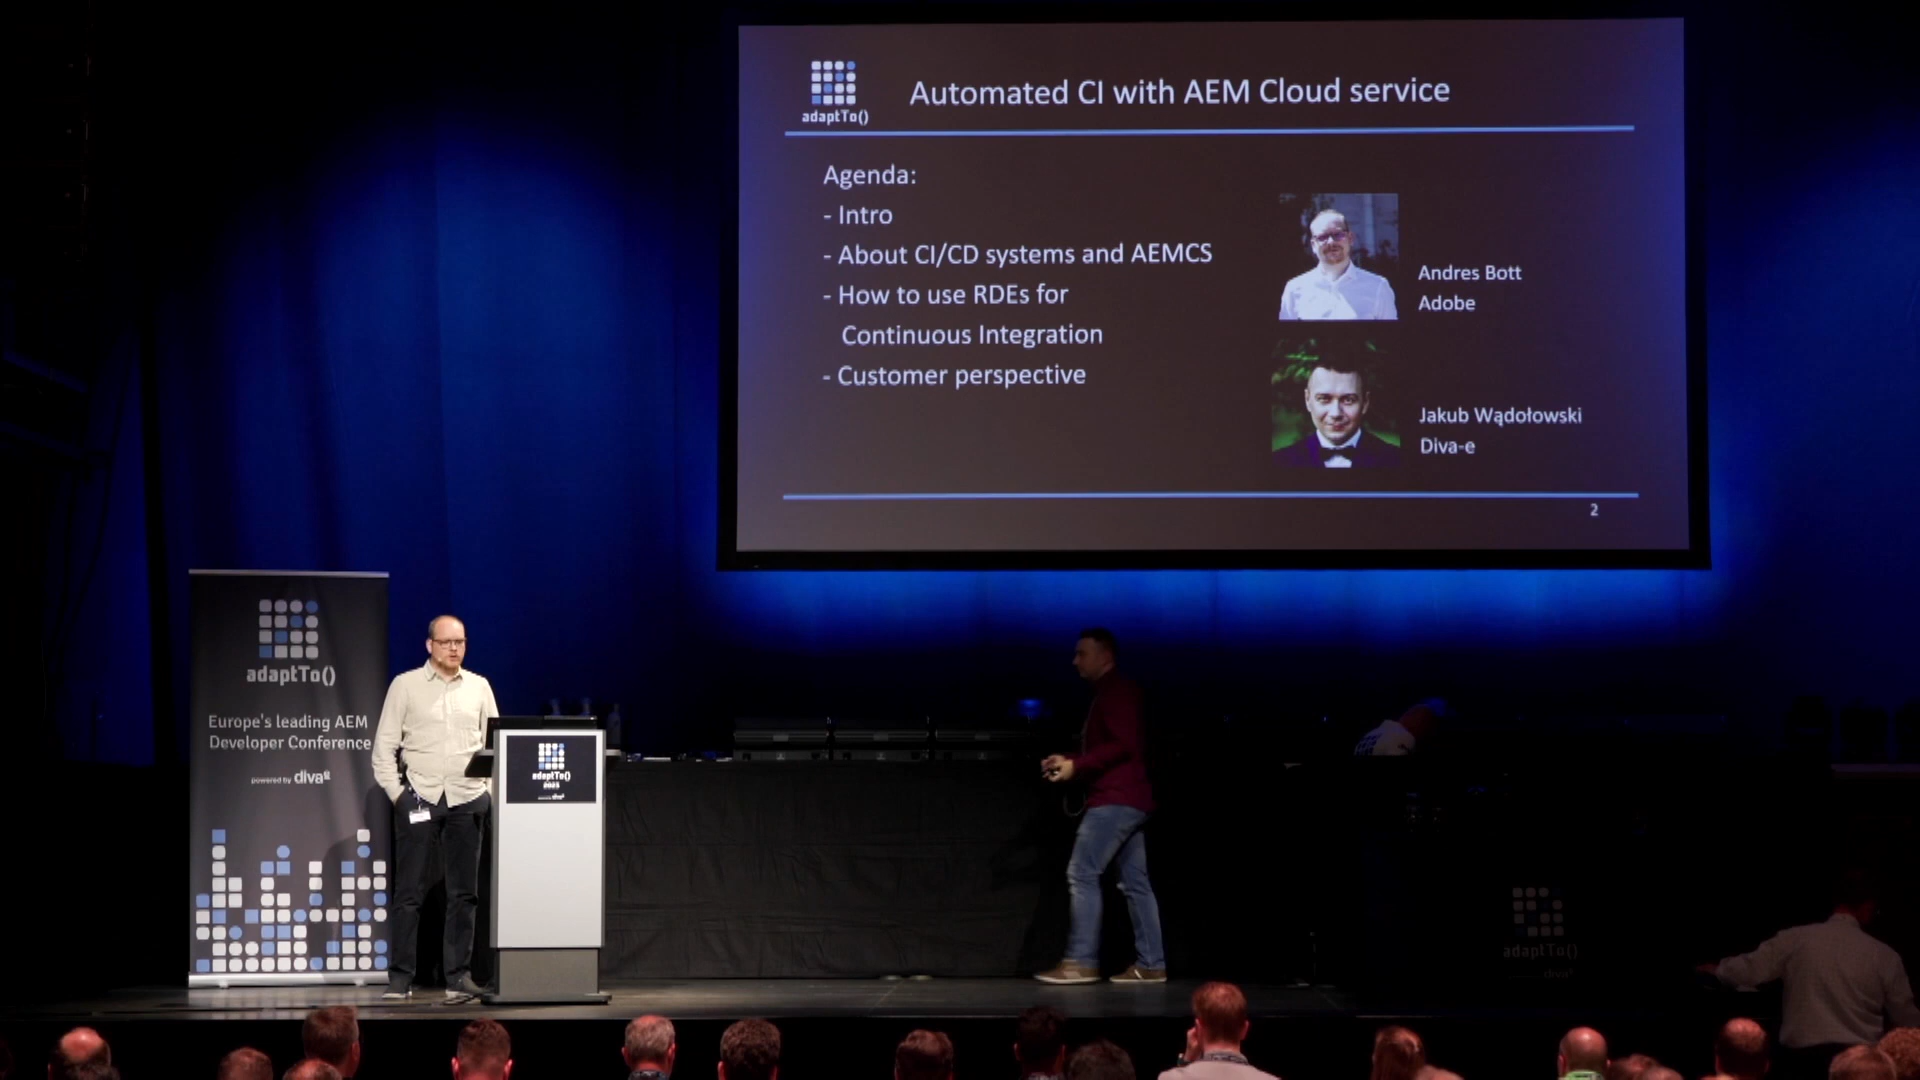 adaptTo()
Automated CI with AEM Cloud service
Agenda:
- Intro
- About CI/CD systems and AEMCS
- How to use RDEs for
Continuous Integration
- Customer perspective
Andres Bott
Adobe
Jakub Wądołowski
Diva-e
2
adaptTo()
Europe's leading AEM
Developer Conference
powered by diva-e
adaptTo()
2023
adaptTo()
diva-e